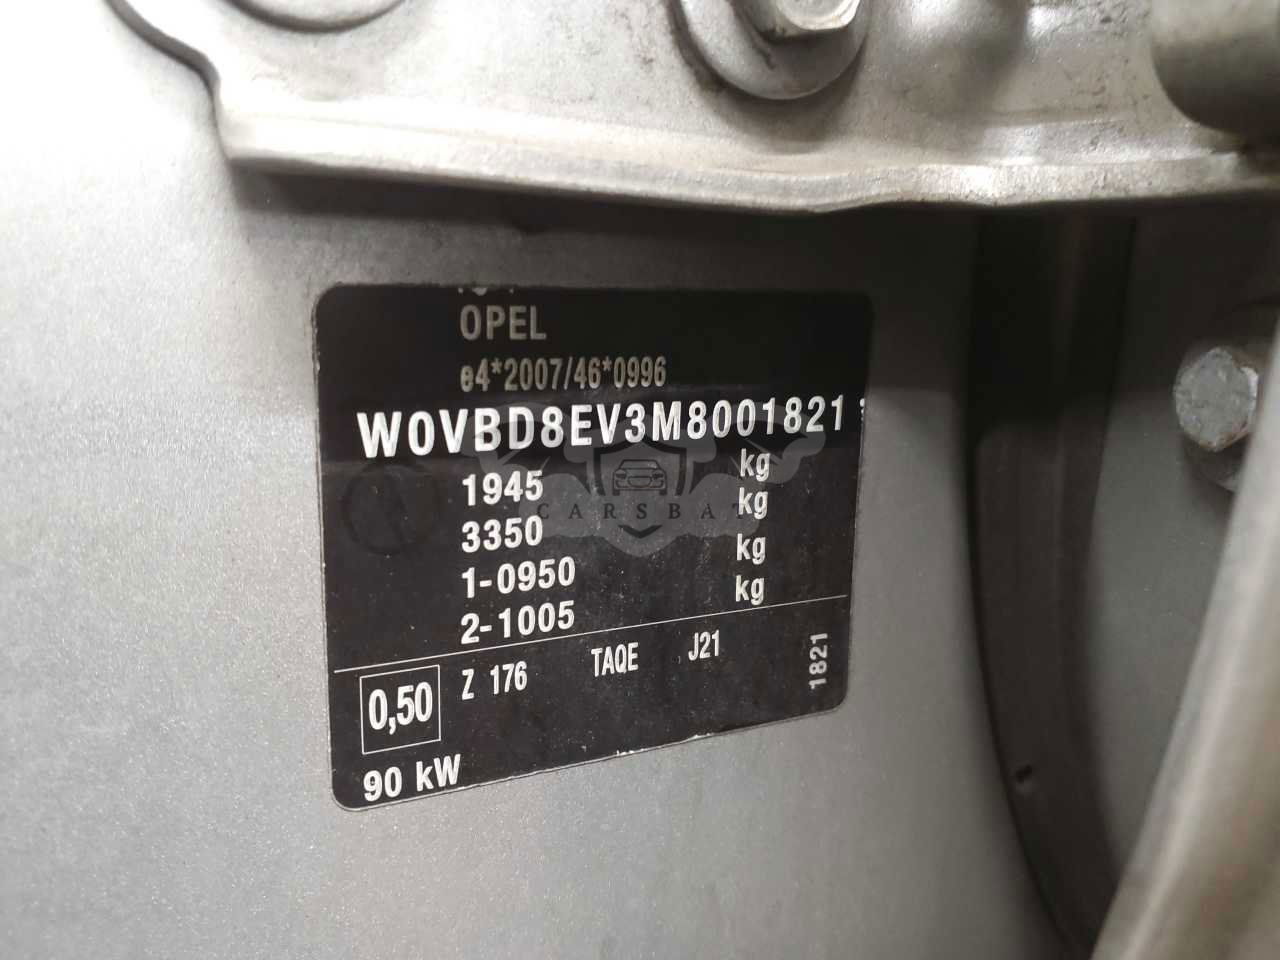 OPEL
e4*2007/46*0996
W0VBD8EV3M8001821
1945 kg
3350 kg
1-0950 kg
2-1005 kg
0,50 Z 176 TAQE J21 1821
90 kW
CARSBAT